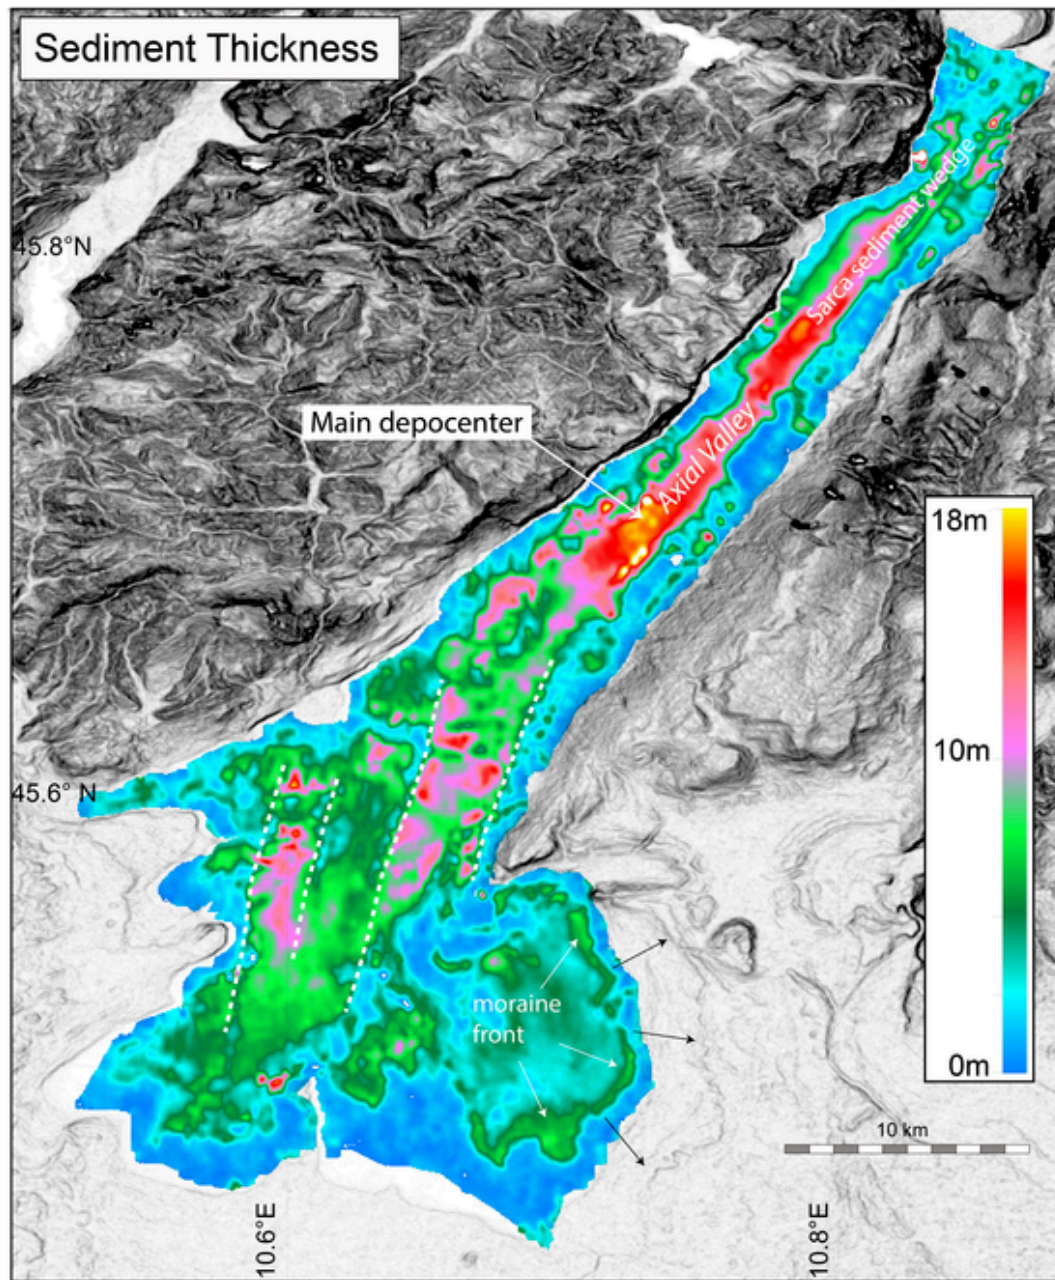 Sediment Thickness
45.8°N
Sarca sediment wedge
Main depocenter
Axial Valley
18m
10m
45.6° N
0m
moraine
front
10 km
10.6°E
10.8°E